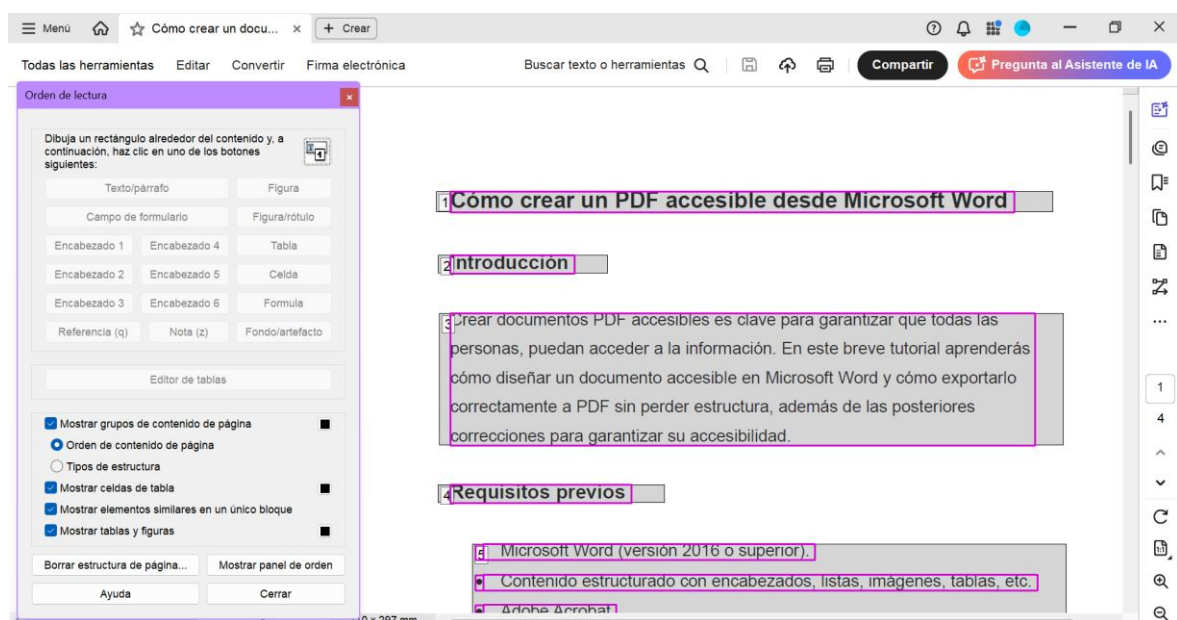 Menú
Cómo crear un docu...
+ Crear
Todas las herramientas Editar Convertir Firma electrónica
Buscar texto o herramientas
Compartir
Pregunta al Asistente de IA
Orden de lectura
Dibuja un rectángulo alrededor del contenido y, a
continuación, haz clic en uno de los botones
siguientes:
Texto/párrafo Figura
Campo de formulario Figura/rótulo
Encabezado 1 Encabezado 4 Tabla
Encabezado 2 Encabezado 5 Celda
Encabezado 3 Encabezado 6 Formula
Referencia (q) Nota (z) Fondo/artefacto
Editor de tablas
Mostrar grupos de contenido de página
Orden de contenido de página
Tipos de estructura
Mostrar celdas de tabla
Mostrar elementos similares en un único bloque
Mostrar tablas y figuras
Borrar estructura de página... Mostrar panel de orden
Ayuda Cerrar
1 Cómo crear un PDF accesible desde Microsoft Word
2 ntroducción
3 Crear documentos PDF accesibles es clave para garantizar que todas las
personas, puedan acceder a la información. En este breve tutorial aprenderás
cómo diseñar un documento accesible en Microsoft Word y cómo exportarlo
correctamente a PDF sin perder estructura, además de las posteriores
correcciones para garantizar su accesibilidad.
4 Requisitos previos
5 Microsoft Word (versión 2016 o superior).
• Contenido estructurado con encabezados, listas, imágenes, tablas, etc.
• Adobe Acrobat
1
4